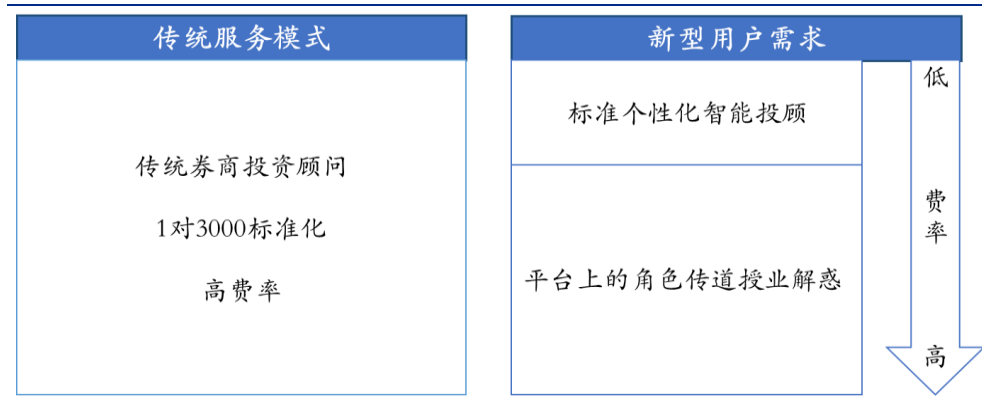 传统服务模式
传统券商投资顾问
1对3000标准化
高费率
新型用户需求
标准个性化智能投顾
平台上的角色传道授业解惑
低
费
率
高